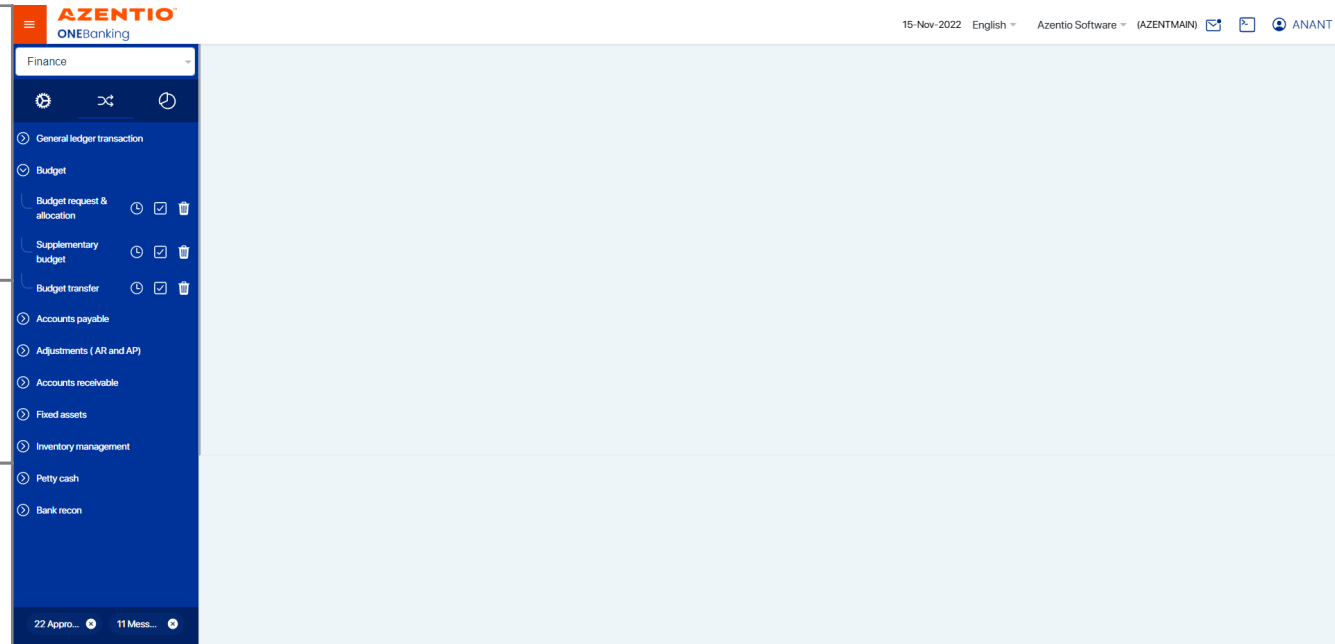 AZENTIO
ONEBanking
15-Nov-2022 English Azentio Software (AZENTMAIN) ANANT
Finance
General ledger transaction
Budget
Budget request &
allocation
Supplementary
budget
Budget transfer
Accounts payable
Adjustments ( AR and AP)
Accounts receivable
Fixed assets
Inventory management
Petty cash
Bank recon
22 Appro... 11 Mess...